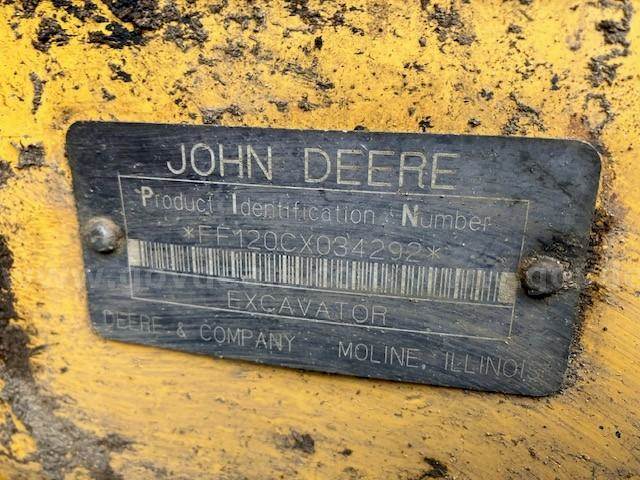 JOHN DEERE
Product Identification Number
*FF120CX034292*
EXCAVATOR
DEERE & COMPANY MOLINE, ILLINOI